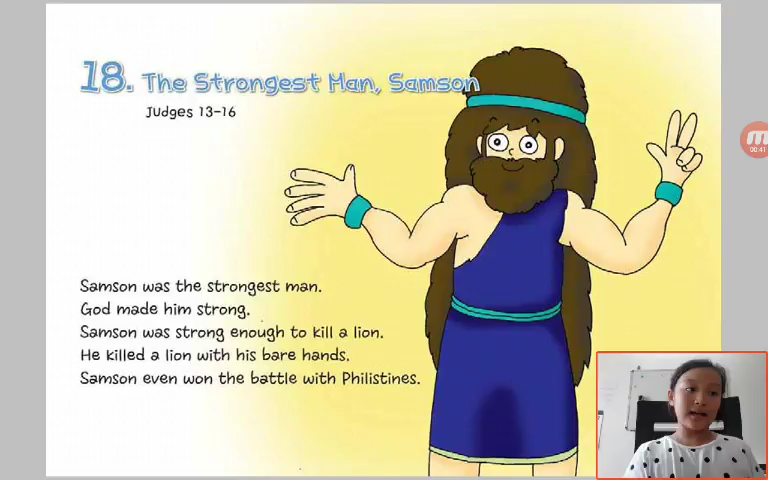 18. The Strongest Man, Samson
Judges 13-16
Samson was the strongest man.
God made him strong.
Samson was strong enough to kill a lion.
He killed a lion with his bare hands.
Samson even won the battle with Philistines.
00:41